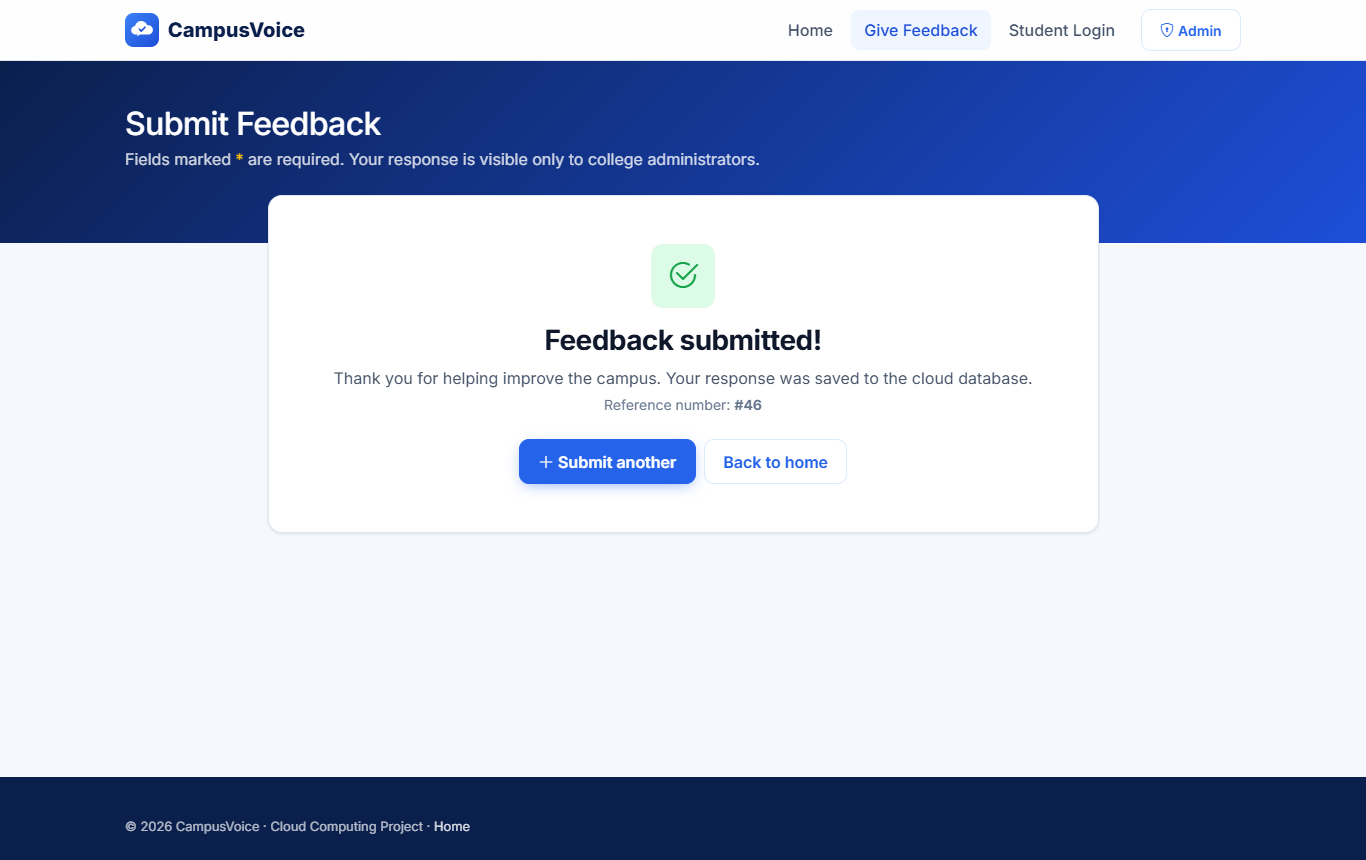 CampusVoice
Home
Give Feedback
Student Login
Admin
Submit Feedback
Fields marked * are required. Your response is visible only to college administrators.
Feedback submitted!
Thank you for helping improve the campus. Your response was saved to the cloud database.
Reference number: #46
+ Submit another
Back to home
© 2026 CampusVoice · Cloud Computing Project · Home